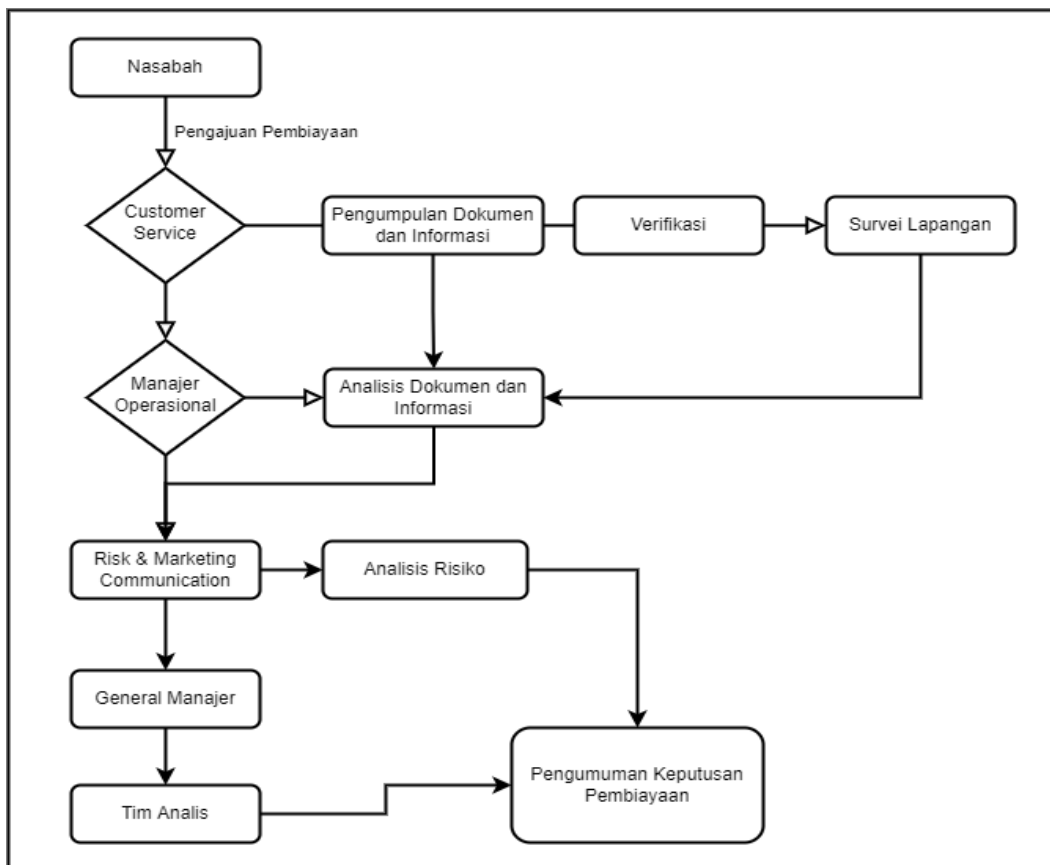 Nasabah
Pengajuan Pembiayaan
Customer
Service
Pengumpulan Dokumen
dan Informasi
Verifikasi
Survei Lapangan
Manajer
Operasional
Analisis Dokumen dan
Informasi
Risk & Marketing
Communication
Analisis Risiko
General Manajer
Tim Analis
Pengumuman Keputusan
Pembiayaan